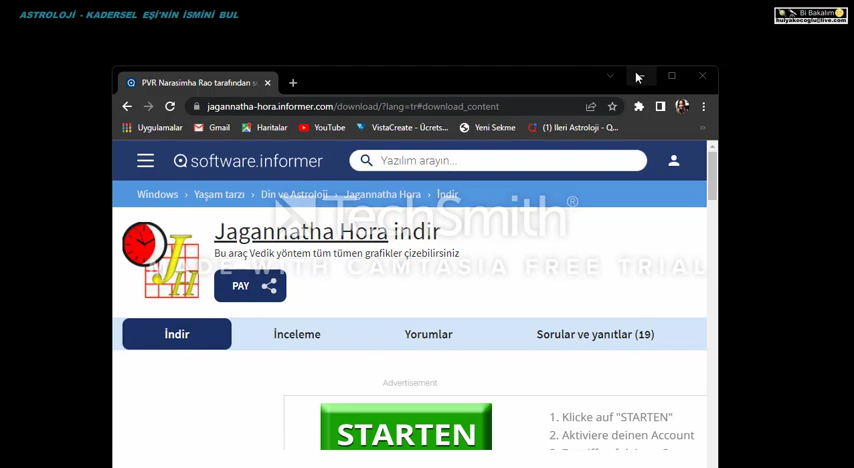 ASTROLOJİ - KADERSEL EŞİ'NİN İSMİNİ BUL
Bi Bakalım
hulyakocoglu@live.com
PVR Narasimha Rao tarafından
jagannatha-hora.informer.com/download/?lang=tr#download_content
Uygulamalar Gmail Haritalar YouTube VistaCreate - Ücrets... Yeni Sekme (1) Ileri Astroloji - Q...
software.informer
Yazılım arayın...
Windows › Yaşam tarzı › Din ve Astroloji › Jagannatha Hora › İndir
TechSmith®
Jagannatha Hora indir
Bu araç Vedik yöntem tüm tümen grafikler çizebilirsiniz
MADE WITH CAMTASIA FREE TRIAL
JH
PAY
İndir İnceleme Yorumlar Sorular ve yanıtlar (19)
Advertisement
STARTEN
1. Klicke auf "STARTEN"
2. Aktiviere deinen Account